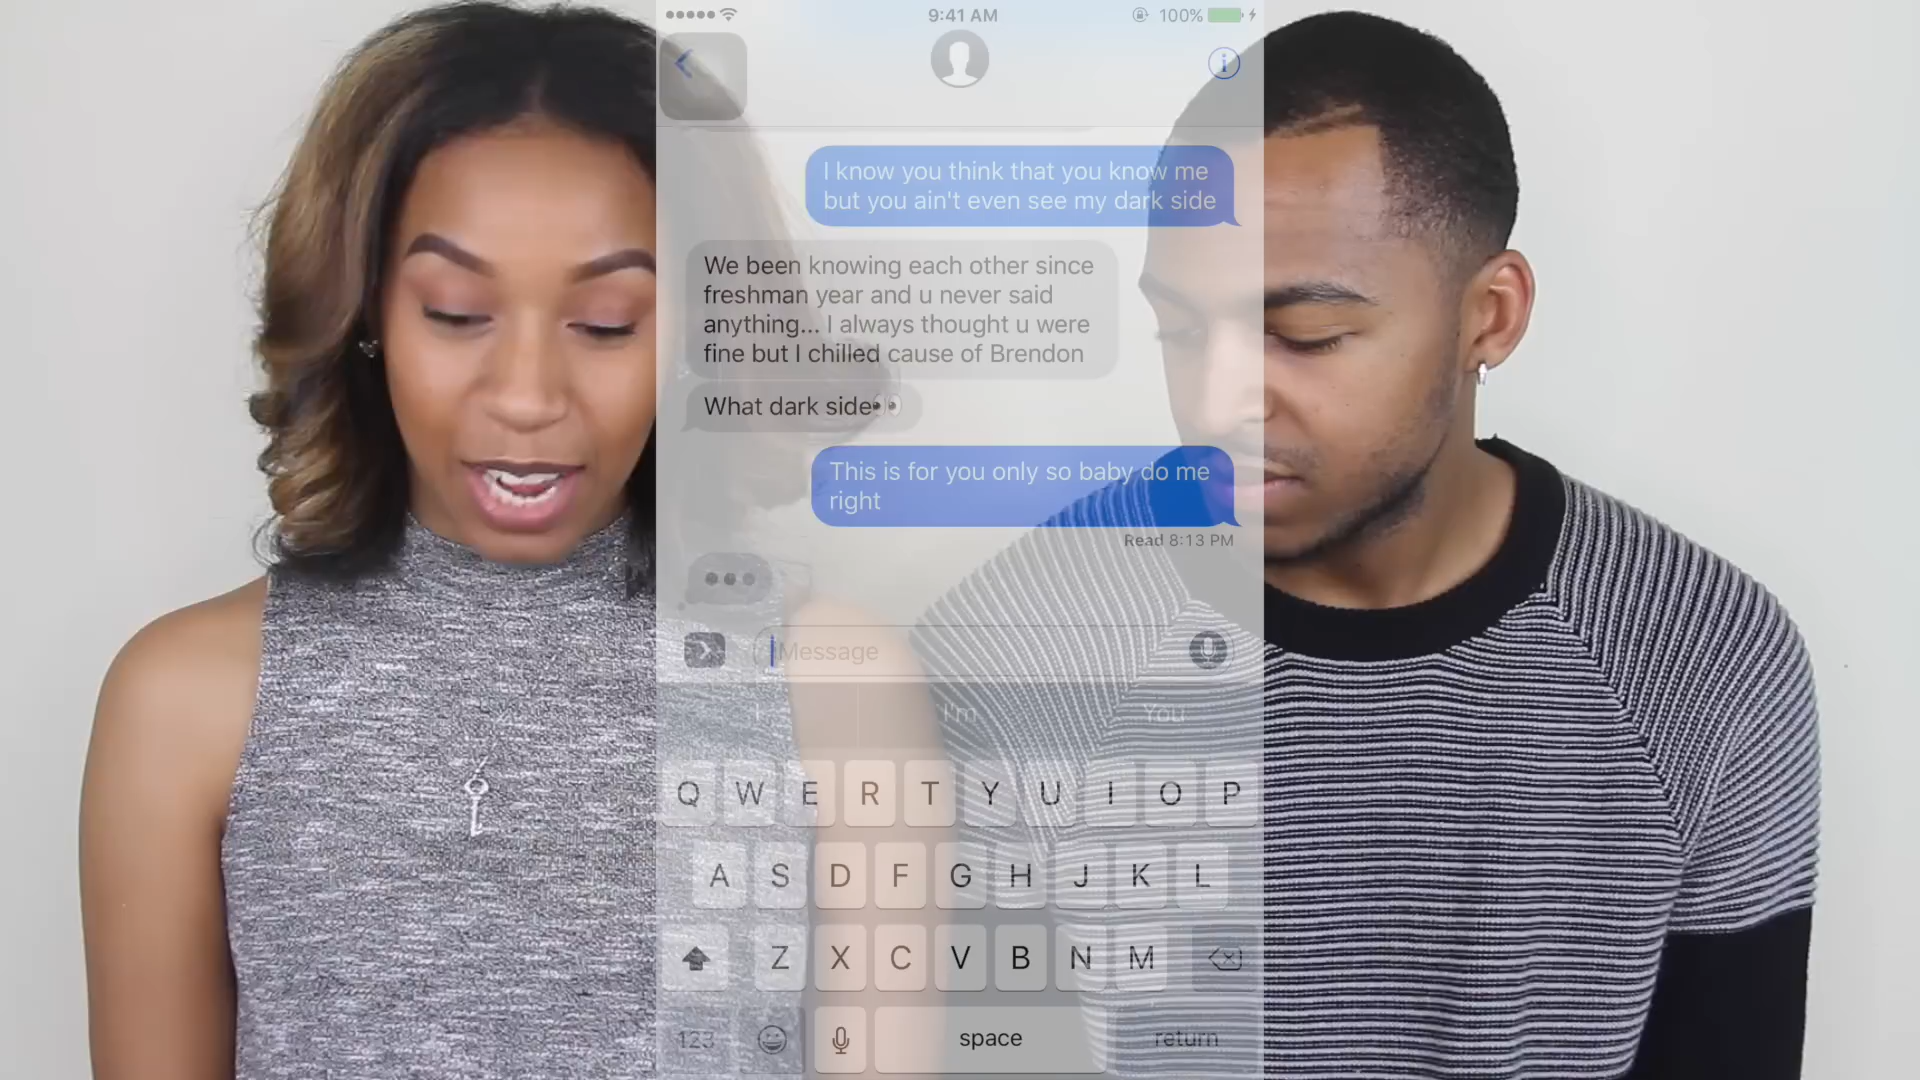 9:41 AM
100%
I know you think that you know me
but you ain't even see my dark side
We been knowing each other since
freshman year and u never said
anything... I always thought u were
fine but I chilled cause of Brendon
What dark side👀
This is for you only so baby do me
right
Read 8:13 PM
Message
I I'm You
Q W E R T Y U I O P
A S D F G H J K L
Z X C V B N M
123 space return